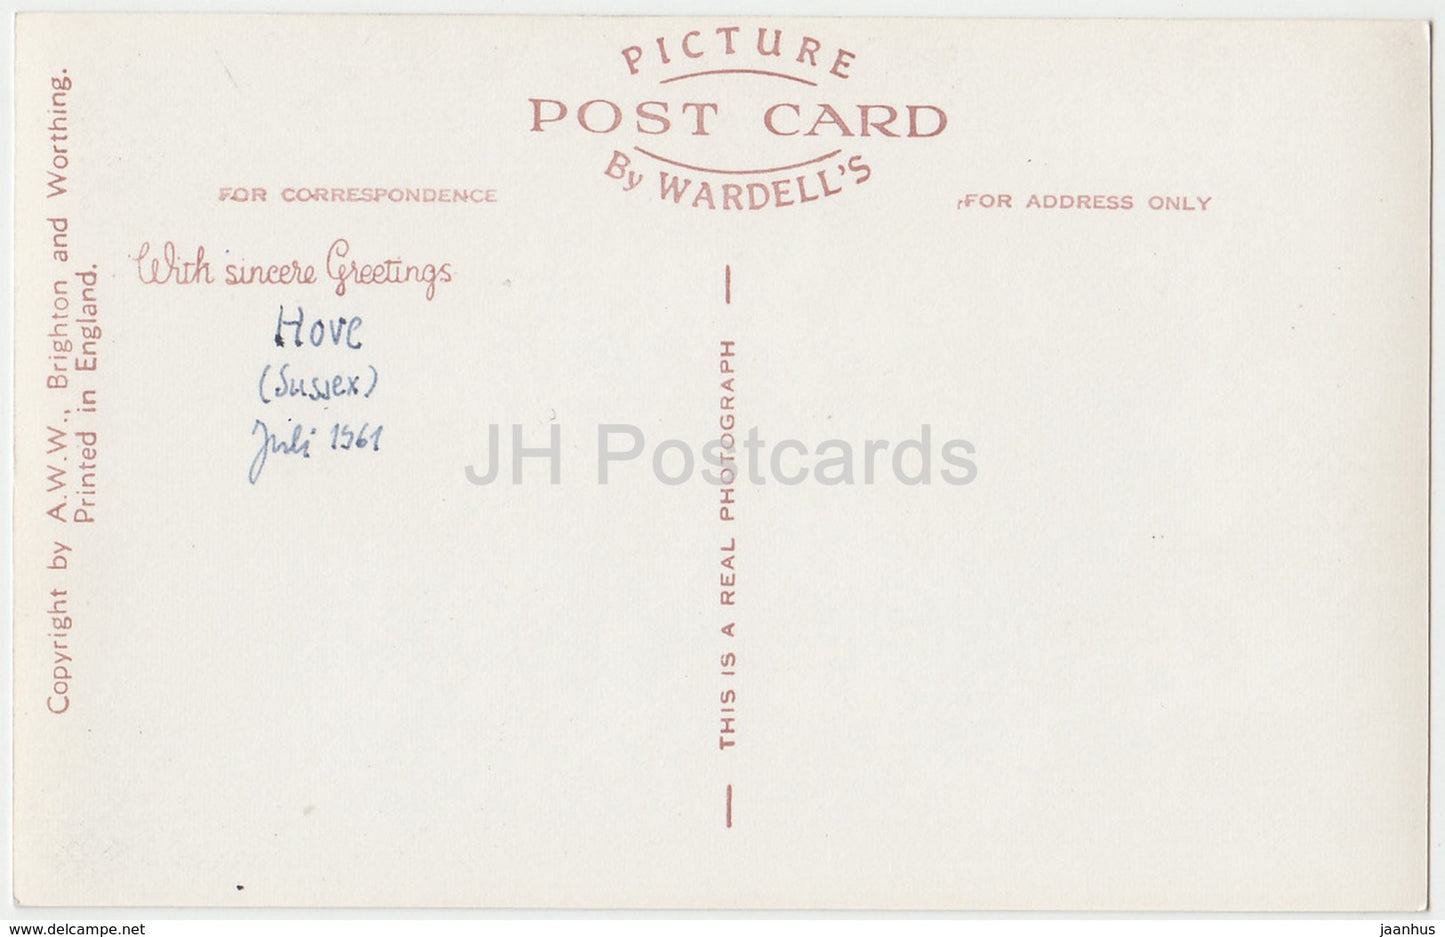 PICTURE
POST CARD
By WARDELL'S
FOR CORRESPONDENCE
FOR ADDRESS ONLY
With sincere Greetings
Hove
(Sussex)
Juli 1961
Copyright by A.W.W., Brighton and Worthing.
Printed in England.
THIS IS A REAL PHOTOGRAPH
JH Postcards
www.delcampe.net
jaanhus